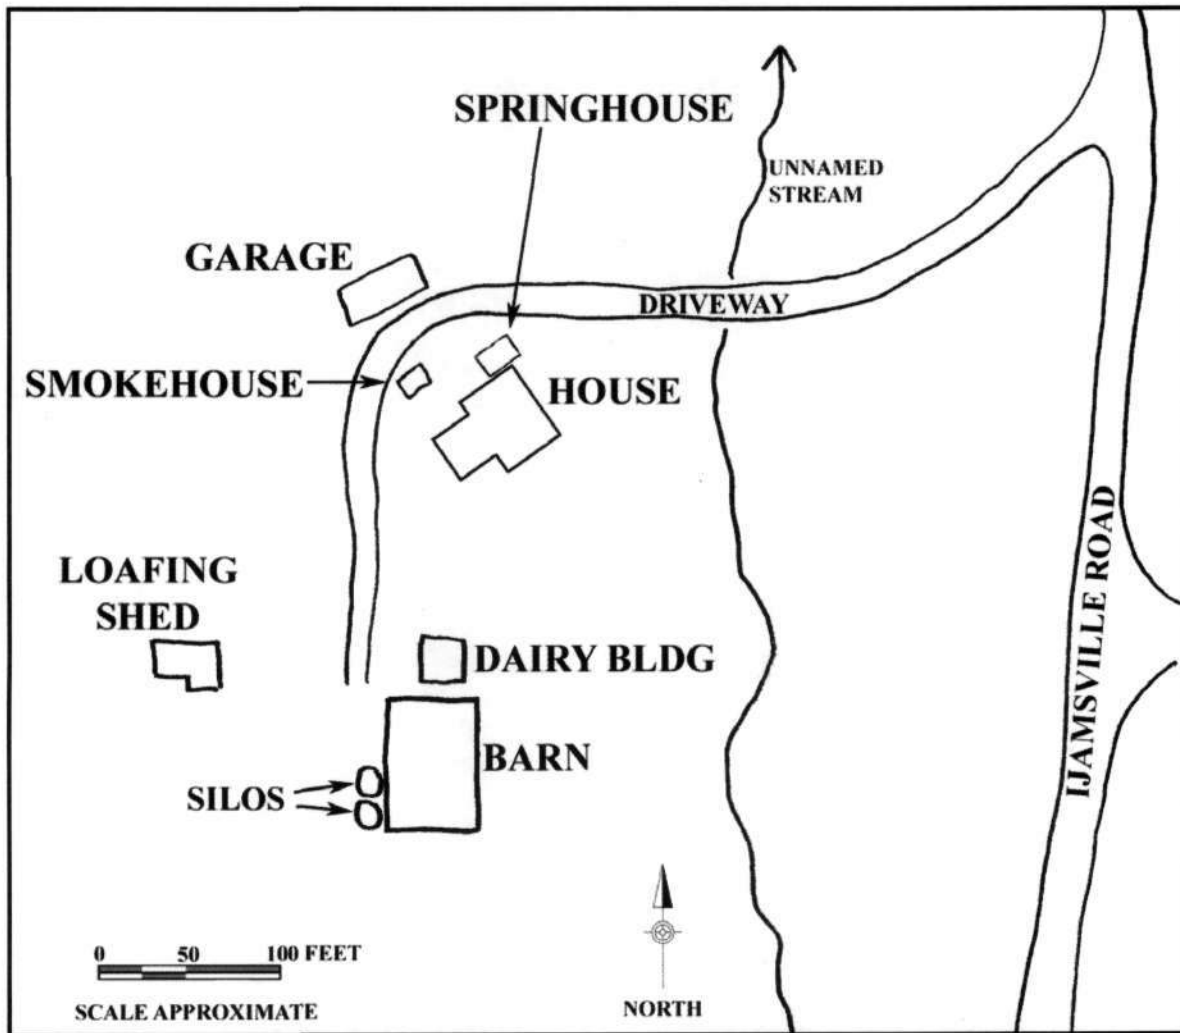 SPRINGHOUSE
UNNAMED
STREAM
GARAGE
DRIVEWAY
SMOKEHOUSE
HOUSE
LOAFING
SHED
DAIRY BLDG
BARN
SILOS
IJAMSVILLE ROAD
0 50 100 FEET
SCALE APPROXIMATE
NORTH